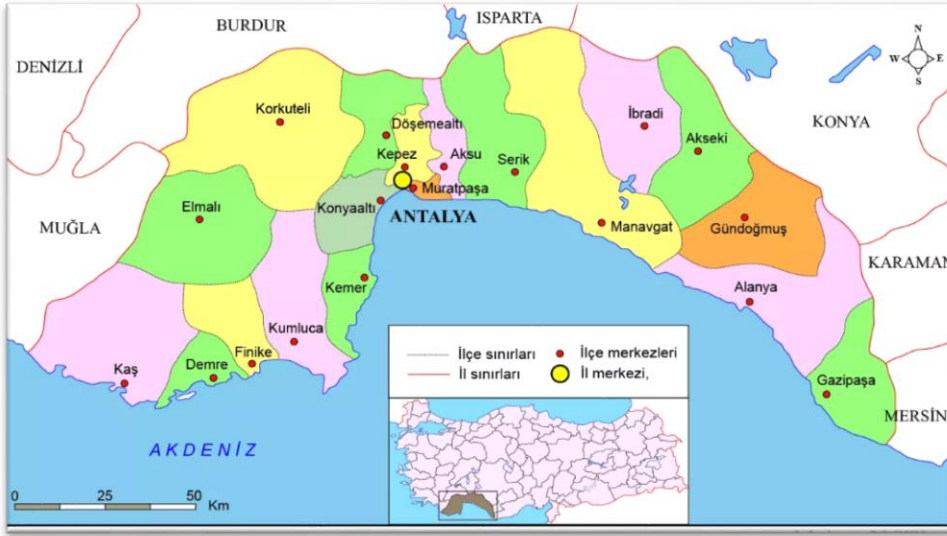 BURDUR
ISPARTA
DENİZLİ
N
W E
S
Korkuteli
Döşemealtı
İbradi
KONYA
Kepez
Aksu
Serik
Akseki
Elmalı
Konyaaltı
Muratpaşa
MUĞLA
ANTALYA
Manavgat
Gündoğmuş
KARAMAN
Kemer
Alanya
Kumluca
Kaş
Demre
Finike
İlçe sınırları
İlçe merkezleri
İl sınırları
İl merkezi,
Gazipaşa
MERSİN
AKDENİZ
0 25 50
Km